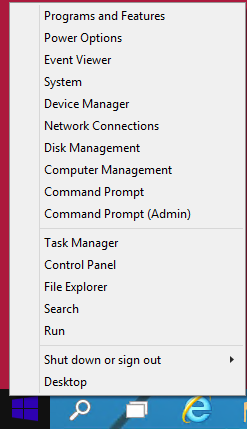 Programs and Features
Power Options
Event Viewer
System
Device Manager
Network Connections
Disk Management
Computer Management
Command Prompt
Command Prompt (Admin)
Task Manager
Control Panel
File Explorer
Search
Run
Shut down or sign out
Desktop